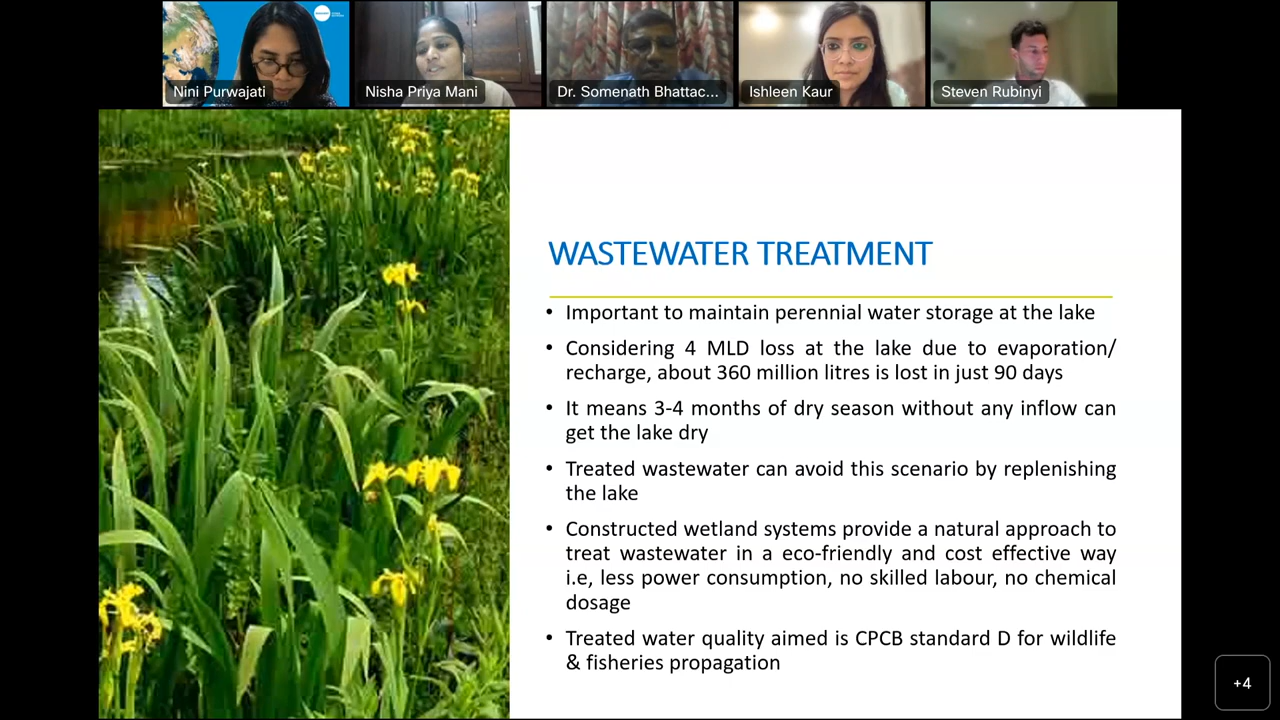 Nini Purwajati
Nisha Priya Mani
Dr. Somenath Bhattac...
Ishleen Kaur
Steven Rubinyi
WASTEWATER TREATMENT
• Important to maintain perennial water storage at the lake
• Considering 4 MLD loss at the lake due to evaporation/
recharge, about 360 million litres is lost in just 90 days
• It means 3-4 months of dry season without any inflow can
get the lake dry
• Treated wastewater can avoid this scenario by replenishing
the lake
• Constructed wetland systems provide a natural approach to
treat wastewater in a eco-friendly and cost effective way
i.e, less power consumption, no skilled labour, no chemical
dosage
• Treated water quality aimed is CPCB standard D for wildlife
& fisheries propagation
+4